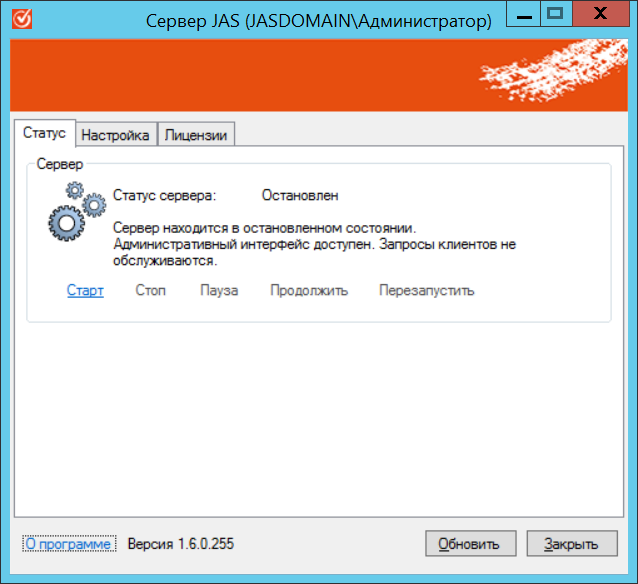 Сервер JAS (JASDOMAIN\Администратор)
Статус Настройка Лицензии
Сервер
Статус сервера: Остановлен
Сервер находится в остановленном состоянии.
Административный интерфейс доступен. Запросы клиентов не
обслуживаются.
Старт Стоп Пауза Продолжить Перезапустить
О программе Версия 1.6.0.255 Обновить Закрыть